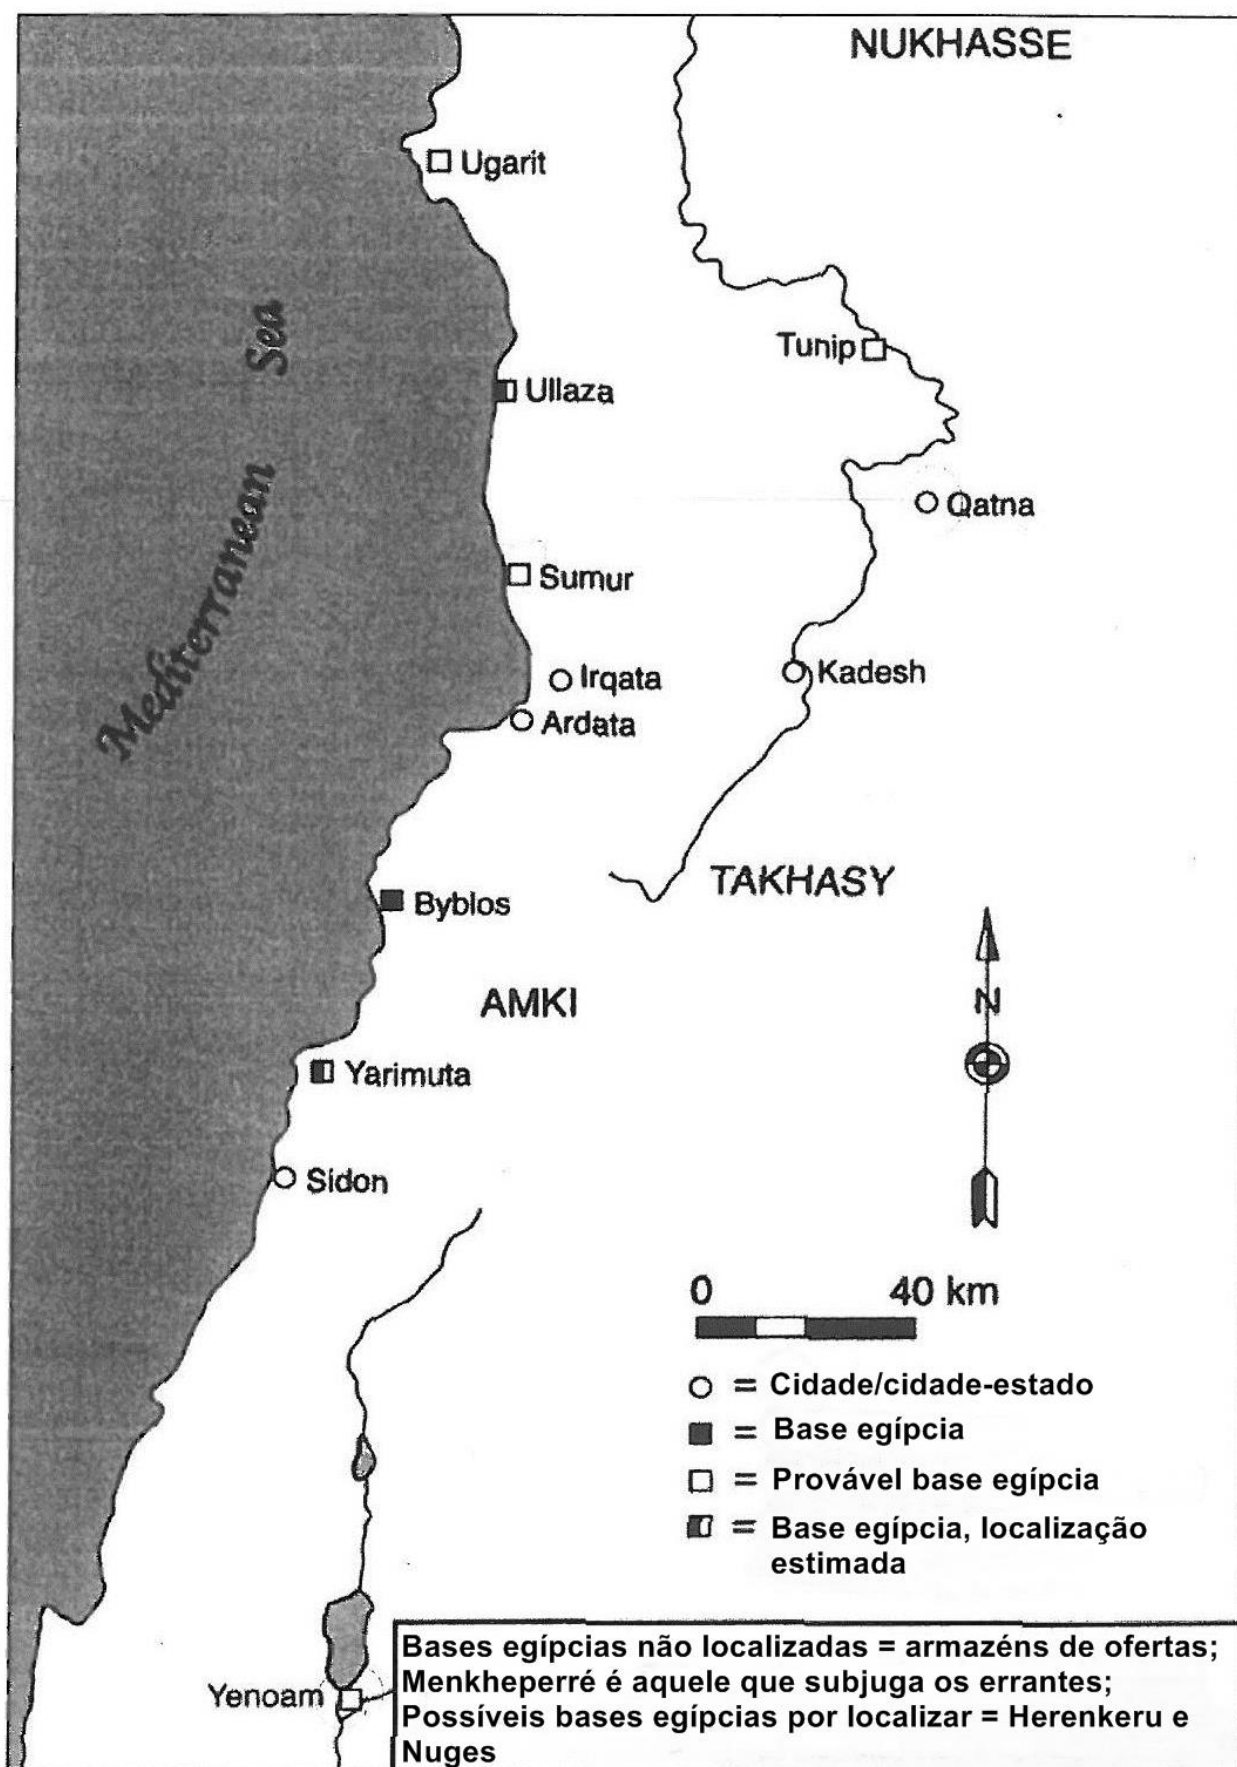 NUKHASSE
Ugarit
Mediterranean Sea
Tunip
Ullaza
Qatna
Sumur
Irqata
Kadesh
Ardata
TAKHASY
Byblos
AMKI
N
Yarimuta
Sidon
0 40 km
= Cidade/cidade-estado
= Base egípcia
= Provável base egípcia
= Base egípcia, localização
estimada
Yenoam
Bases egípcias não localizadas = armazéns de ofertas;
Menkheperré é aquele que subjuga os errantes;
Possíveis bases egípcias por localizar = Herenkeru e
Nuges